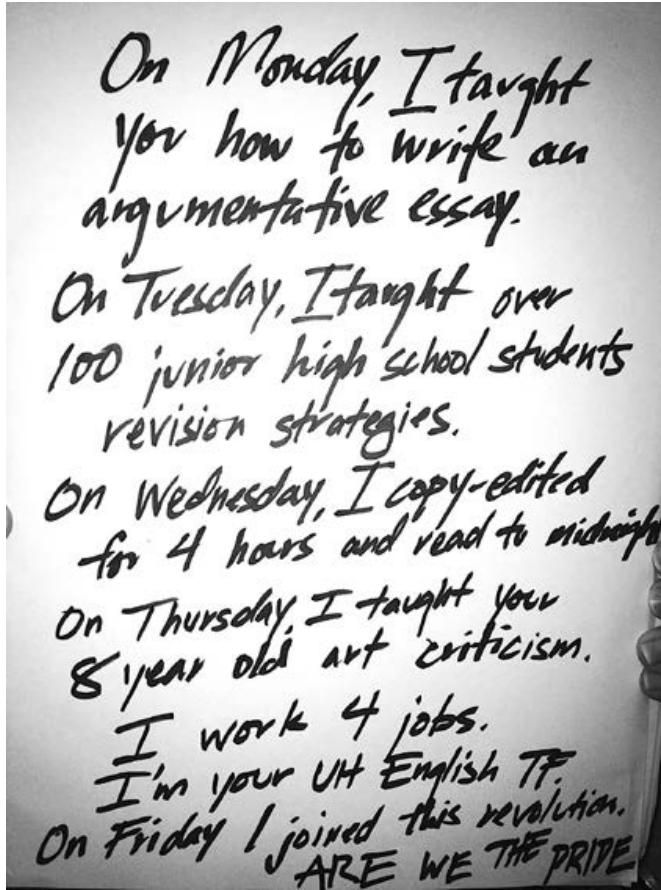 On Monday, I taught
you how to write an
argumentative essay.
On Tuesday, I taught over
100 junior high school students
revision strategies.
On Wednesday, I copy-edited
for 4 hours and read to midnight
On Thursday, I taught your
8 year old art criticism.
I work 4 jobs.
I'm your UH English TF.
On Friday I joined this revolution.
ARE WE THE PRIDE